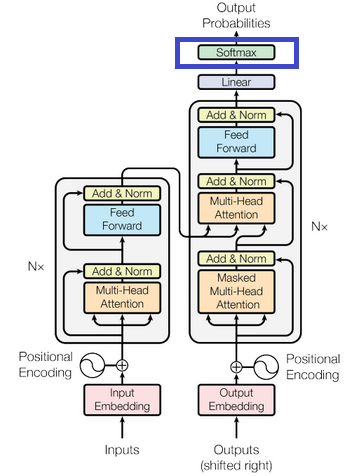 Output
Probabilities
Softmax
Linear
Add & Norm
Feed
Forward
Add & Norm
Multi-Head
Attention
Add & Norm
Masked
Multi-Head
Attention
Nx
Add & Norm
Feed
Forward
Add & Norm
Multi-Head
Attention
Nx
Positional
Encoding
Positional
Encoding
Input
Embedding
Output
Embedding
Inputs
Outputs
(shifted right)